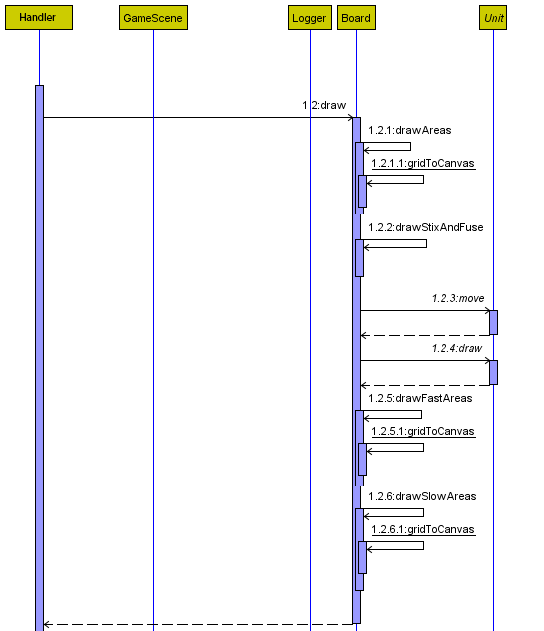 Handler GameScene Logger Board Unit
1.2:draw
1.2.1:drawAreas
1.2.1.1:gridToCanvas
1.2.2:drawStixAndFuse
1.2.3:move
1.2.4:draw
1.2.5:drawFastAreas
1.2.5.1:gridToCanvas
1.2.6:drawSlowAreas
1.2.6.1:gridToCanvas